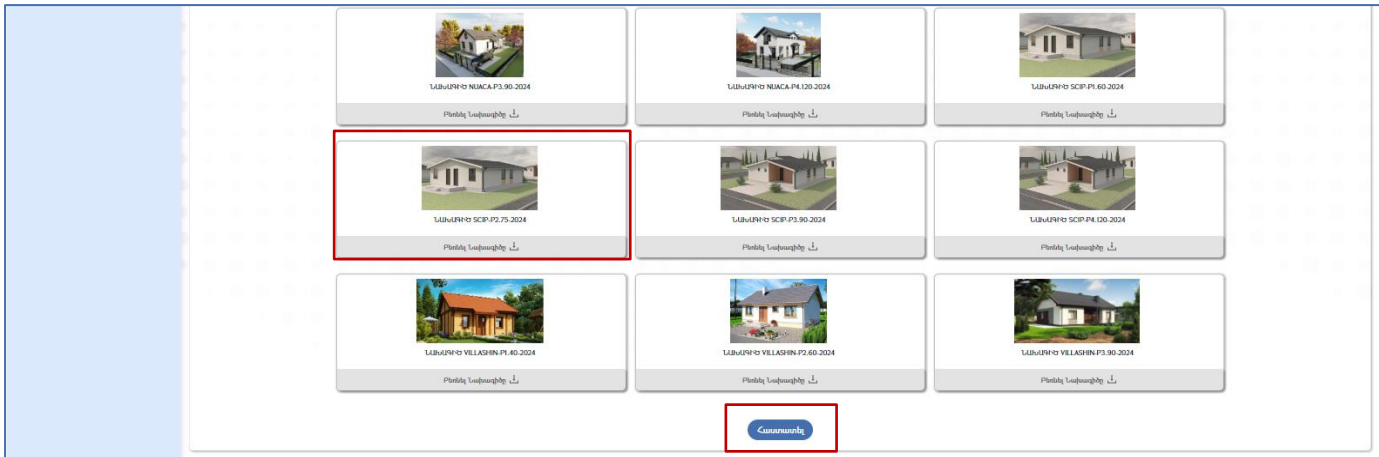 ՆԱԽԱԳԻԾ NUACA-P3.90-2024
ՆԱԽԱԳԻԾ NUACA-P4.120-2024
ՆԱԽԱԳԻԾ SCIP-P1.60-2024
Բեռնել Նախագիծը
Բեռնել Նախագիծը
Բեռնել Նախագիծը
ՆԱԽԱԳԻԾ SCIP-P2.75-2024
ՆԱԽԱԳԻԾ SCIP-P3.90-2024
ՆԱԽԱԳԻԾ SCIP-P4.120-2024
Բեռնել Նախագիծը
Բեռնել Նախագիծը
Բեռնել Նախագիծը
ՆԱԽԱԳԻԾ VILLASHIN-P1.40-2024
ՆԱԽԱԳԻԾ VILLASHIN-P2.60-2024
ՆԱԽԱԳԻԾ VILLASHIN-P3.90-2024
Բեռնել Նախագիծը
Բեռնել Նախագիծը
Բեռնել Նախագիծը
Հաստատել